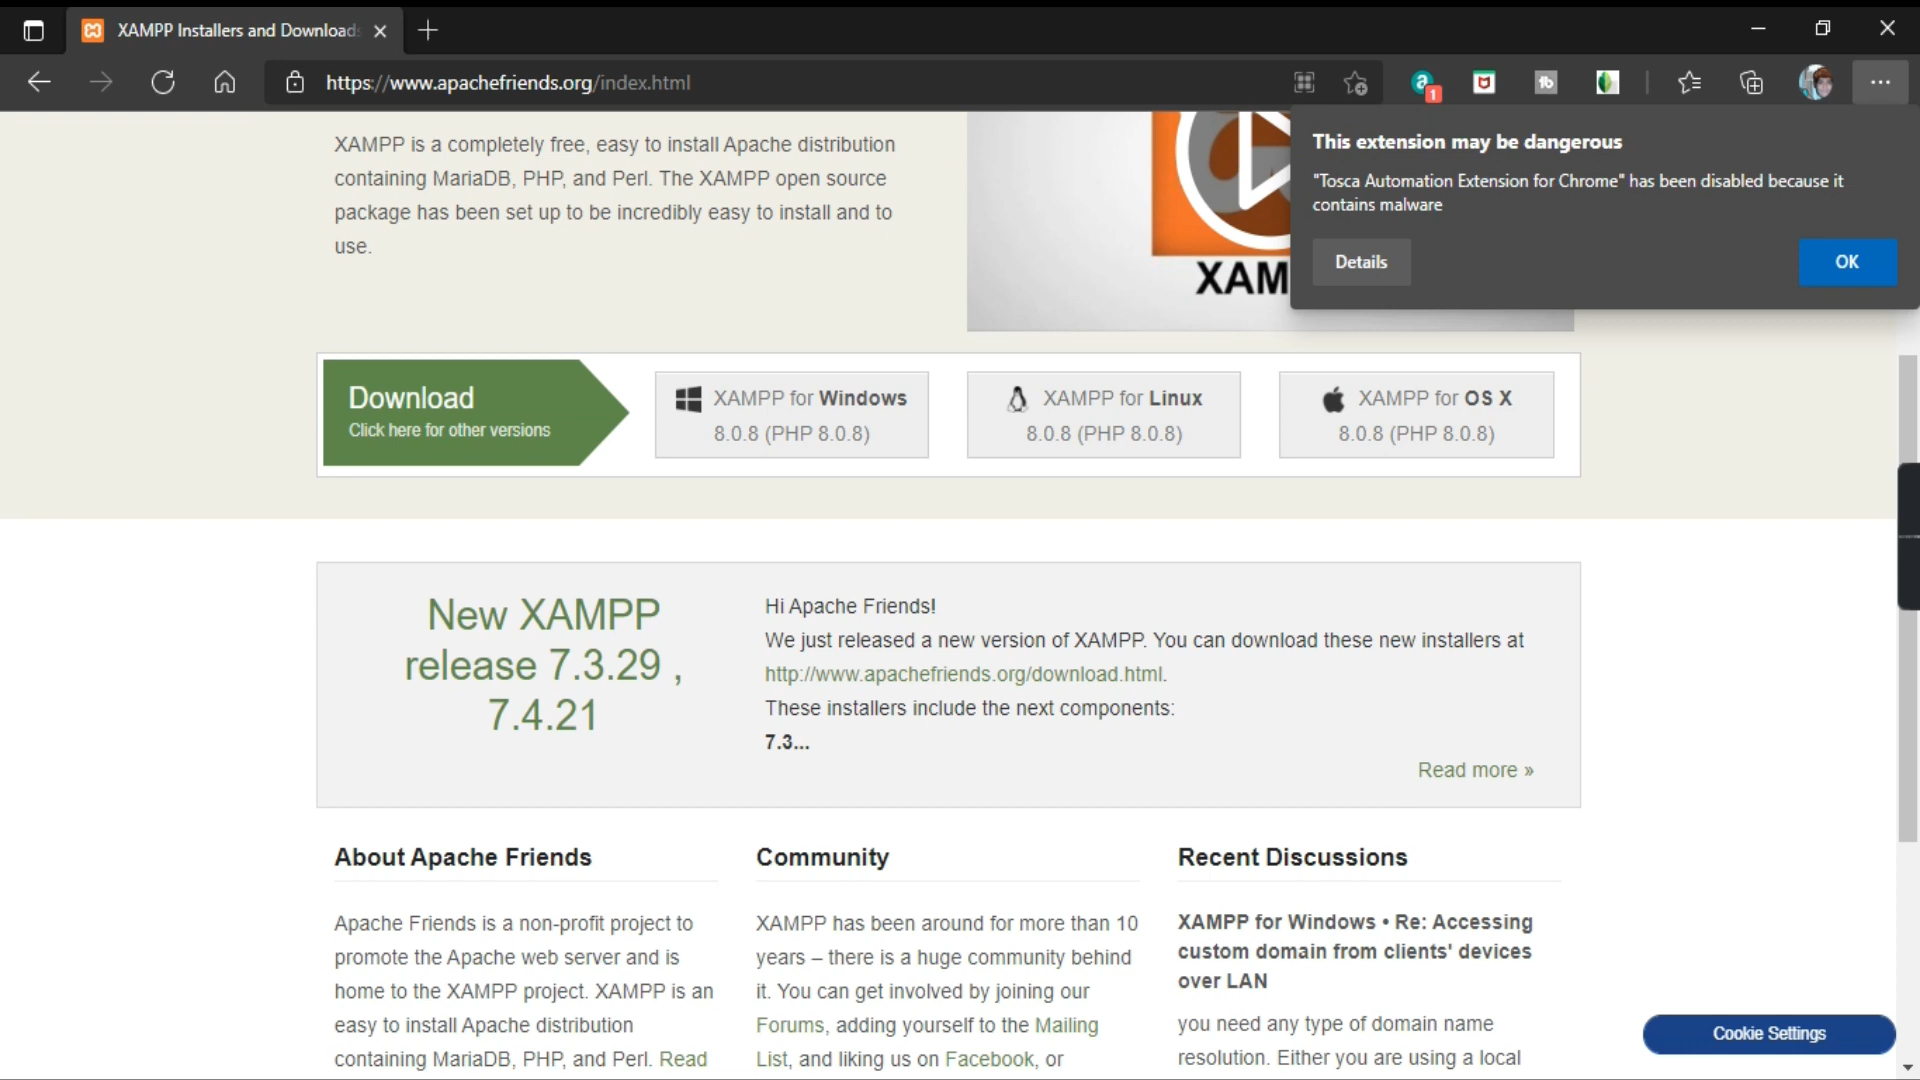 XAMPP Installers and Download
https://www.apachefriends.org/index.html
1
This extension may be dangerous
"Tosca Automation Extension for Chrome" has been disabled because it
contains malware
Details
OK
XAMPP is a completely free, easy to install Apache distribution
containing MariaDB, PHP, and Perl. The XAMPP open source
package has been set up to be incredibly easy to install and to
use.
XAM
Download
Click here for other versions
XAMPP for Windows
8.0.8 (PHP 8.0.8)
XAMPP for Linux
8.0.8 (PHP 8.0.8)
XAMPP for OS X
8.0.8 (PHP 8.0.8)
New XAMPP
release 7.3.29 ,
7.4.21
Hi Apache Friends!
We just released a new version of XAMPP. You can download these new installers at
http://www.apachefriends.org/download.html.
These installers include the next components:
7.3...
Read more »
About Apache Friends
Apache Friends is a non-profit project to
promote the Apache web server and is
home to the XAMPP project. XAMPP is an
easy to install Apache distribution
containing MariaDB, PHP, and Perl. Read
Community
XAMPP has been around for more than 10
years – there is a huge community behind
it. You can get involved by joining our
Forums, adding yourself to the Mailing
List, and liking us on Facebook, or
Recent Discussions
XAMPP for Windows • Re: Accessing
custom domain from clients' devices
over LAN
you need any type of domain name
resolution. Either you are using a local
Cookie Settings